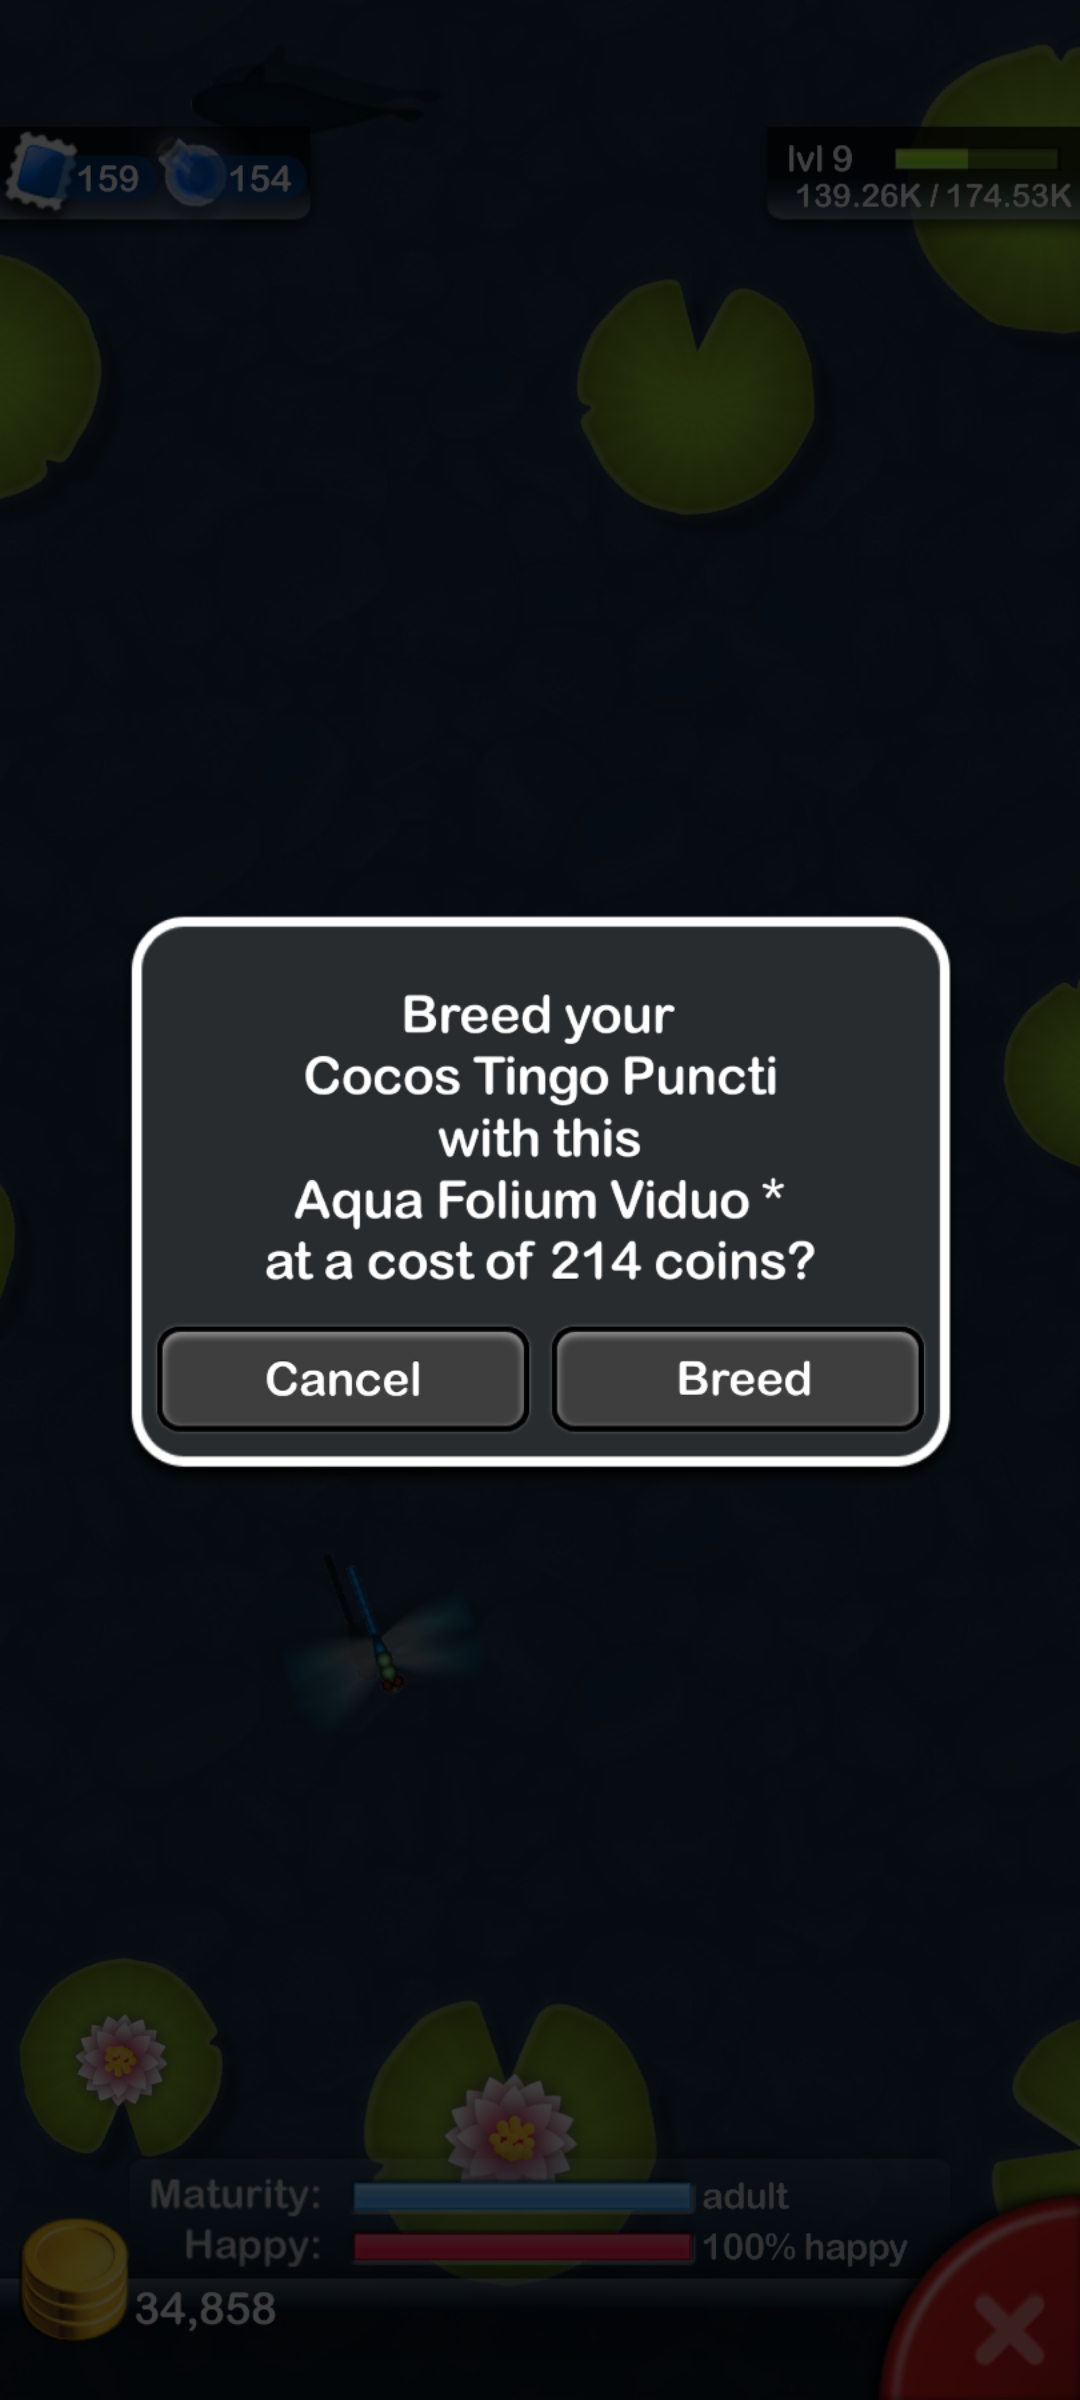 159 154
lvl 9
139.26K / 174.53K
Breed your
Cocos Tingo Puncti
with this
Aqua Folium Viduo *
at a cost of 214 coins?
Cancel Breed
Maturity: adult
Happy: 100% happy
34,858